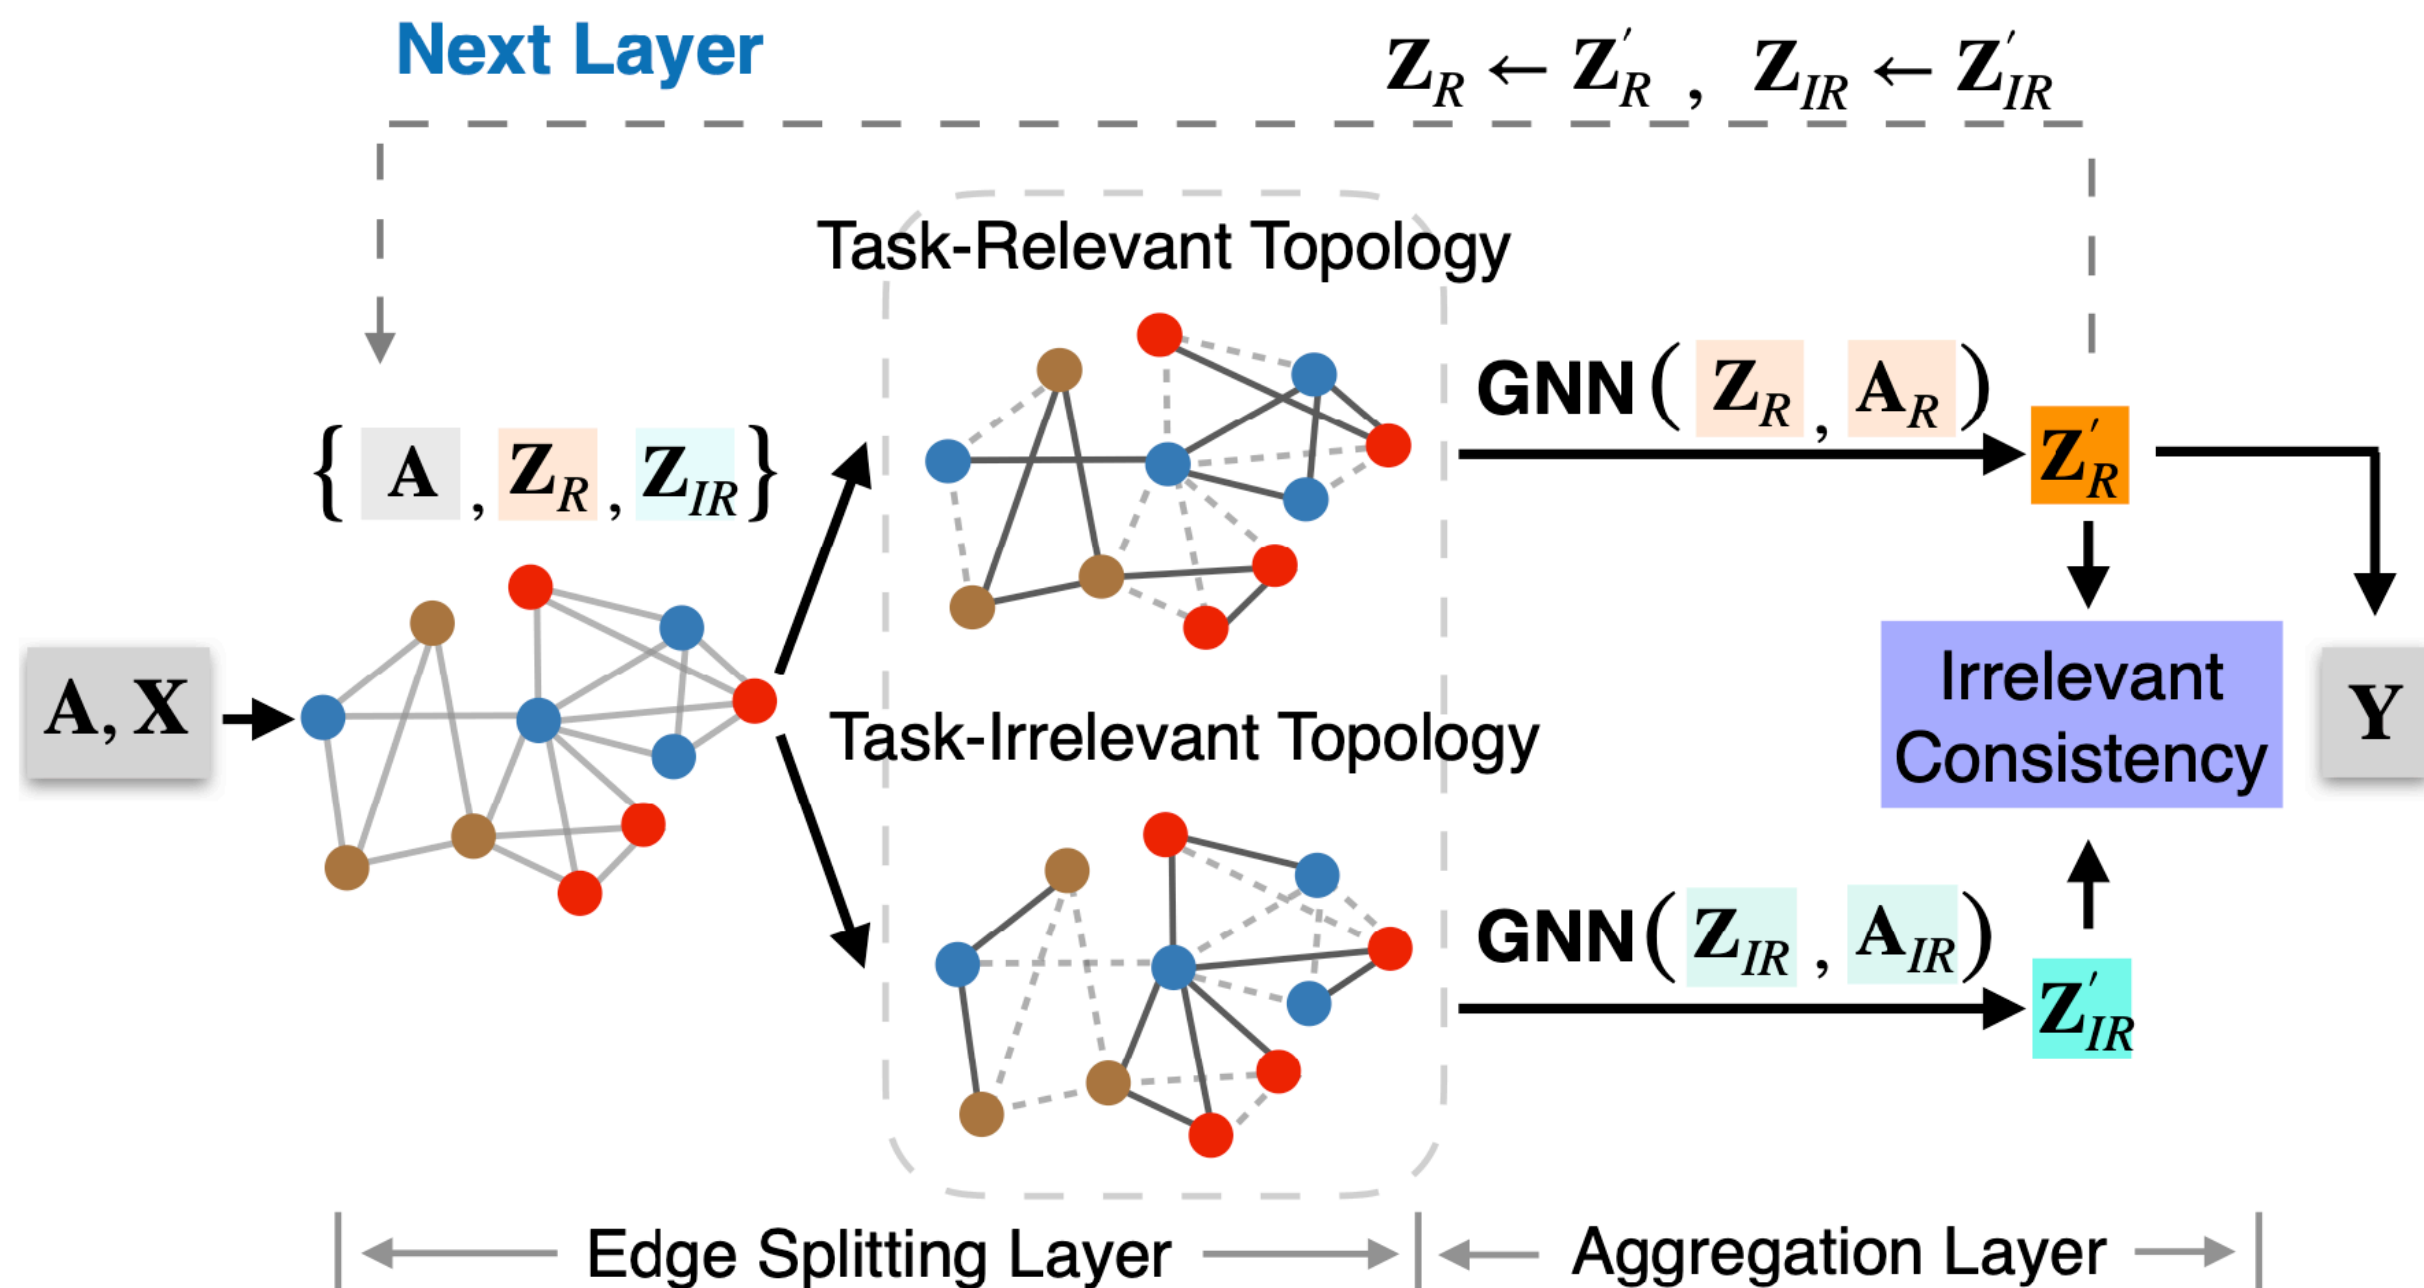 Next Layer
Z_R ← Z'_R , Z_IR ← Z'_IR
Task-Relevant Topology
GNN( Z_R , A_R )
{ A , Z_R , Z_IR }
Z'_R
A, X
Task-Irrelevant Topology
Irrelevant
Consistency
Y
GNN( Z_IR , A_IR )
Z'_IR
Edge Splitting Layer
Aggregation Layer